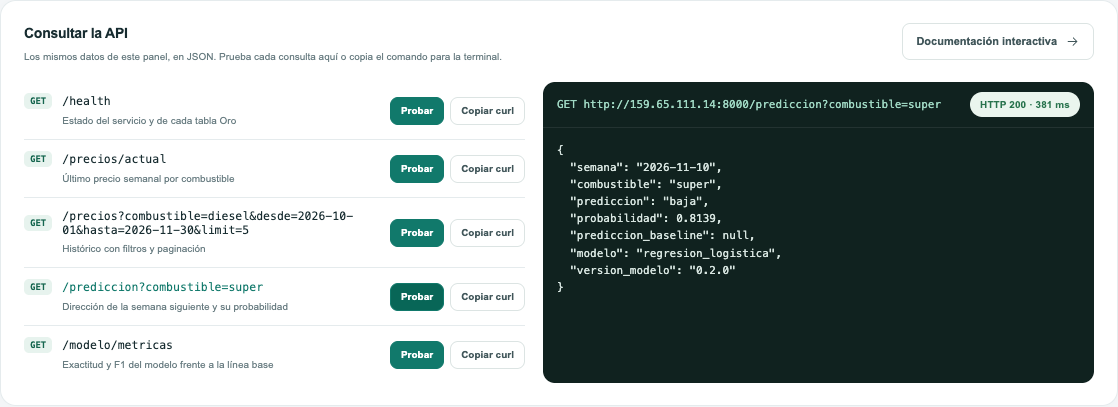 Consultar la API
Los mismos datos de este panel, en JSON. Prueba cada consulta aquí o copia el comando para la terminal.
Documentación interactiva →
GET /health
Estado del servicio y de cada tabla Oro
Probar
Copiar curl
GET /precios/actual
Último precio semanal por combustible
Probar
Copiar curl
GET /precios?combustible=diesel&desde=2026-10-
01&hasta=2026-11-30&limit=5
Histórico con filtros y paginación
Probar
Copiar curl
GET /prediccion?combustible=super
Dirección de la semana siguiente y su probabilidad
Probar
Copiar curl
GET /modelo/metricas
Exactitud y F1 del modelo frente a la línea base
Probar
Copiar curl
GET http://159.65.111.14:8000/prediccion?combustible=super
HTTP 200 · 381 ms
{
  "semana": "2026-11-10",
  "combustible": "super",
  "prediccion": "baja",
  "probabilidad": 0.8139,
  "prediccion_baseline": null,
  "modelo": "regresion_logistica",
  "version_modelo": "0.2.0"
}